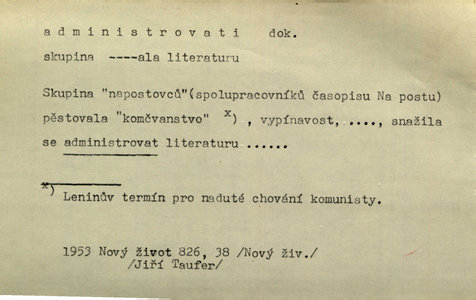 administrovati dok.
skupina ----ala literaturu
Skupina "napostovců"(spolupracovníků časopisu Na postu)
pěstovala "komčvanstvo" x) , vypínavost, ...., snažila
se administrovat literaturu ......
x) Leninův termín pro naduté chování komunisty.
1953 Nový život 826, 38 /Nový živ./
/Jiří Taufer/